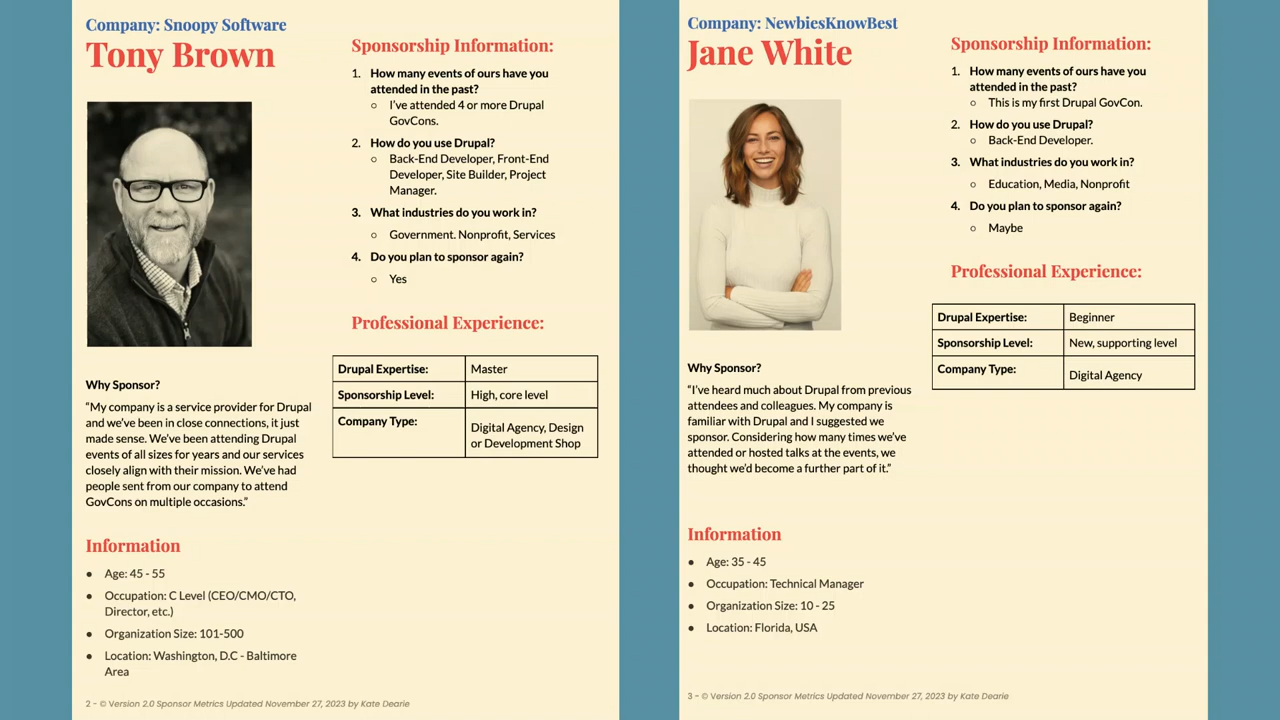 Company: Snoopy Software
Tony Brown
Why Sponsor?
“My company is a service provider for Drupal
and we’ve been in close connections, it just
made sense. We’ve been attending Drupal
events of all sizes for years and our services
closely align with their mission. We’ve had
people sent from our company to attend
GovCons on multiple occasions.”
Information
● Age: 45 - 55
● Occupation: C Level (CEO/CMO/CTO,
Director, etc.)
● Organization Size: 101-500
● Location: Washington, D.C - Baltimore
Area
Sponsorship Information:
1. How many events of ours have you
attended in the past?
○ I’ve attended 4 or more Drupal
GovCons.
2. How do you use Drupal?
○ Back-End Developer, Front-End
Developer, Site Builder, Project
Manager.
3. What industries do you work in?
○ Government. Nonprofit, Services
4. Do you plan to sponsor again?
○ Yes
Professional Experience:
Drupal Expertise: Master
Sponsorship Level: High, core level
Company Type: Digital Agency, Design
or Development Shop
2 - © Version 2.0 Sponsor Metrics Updated November 27, 2023 by Kate Dearie
Company: NewbiesKnowBest
Jane White
Why Sponsor?
“I’ve heard much about Drupal from previous
attendees and colleagues. My company is
familiar with Drupal and I suggested we
sponsor. Considering how many times we’ve
attended or hosted talks at the events, we
thought we’d become a further part of it.”
Information
● Age: 35 - 45
● Occupation: Technical Manager
● Organization Size: 10 - 25
● Location: Florida, USA
Sponsorship Information:
1. How many events of ours have you
attended in the past?
○ This is my first Drupal GovCon.
2. How do you use Drupal?
○ Back-End Developer.
3. What industries do you work in?
○ Education, Media, Nonprofit
4. Do you plan to sponsor again?
○ Maybe
Professional Experience:
Drupal Expertise: Beginner
Sponsorship Level: New, supporting level
Company Type: Digital Agency
3 - © Version 2.0 Sponsor Metrics Updated November 27, 2023 by Kate Dearie